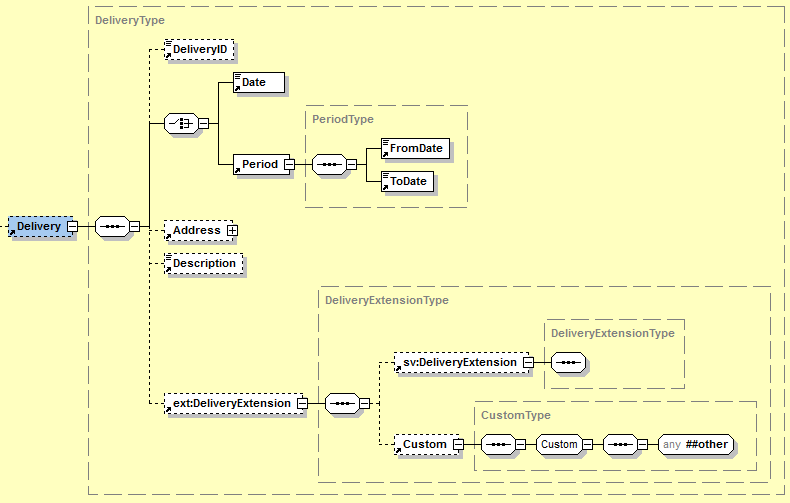 DeliveryType
DeliveryID
Date
PeriodType
FromDate
Period
ToDate
Delivery
Address
Description
DeliveryExtensionType
DeliveryExtensionType
sv:DeliveryExtension
ext:DeliveryExtension
CustomType
Custom
Custom
any ##other